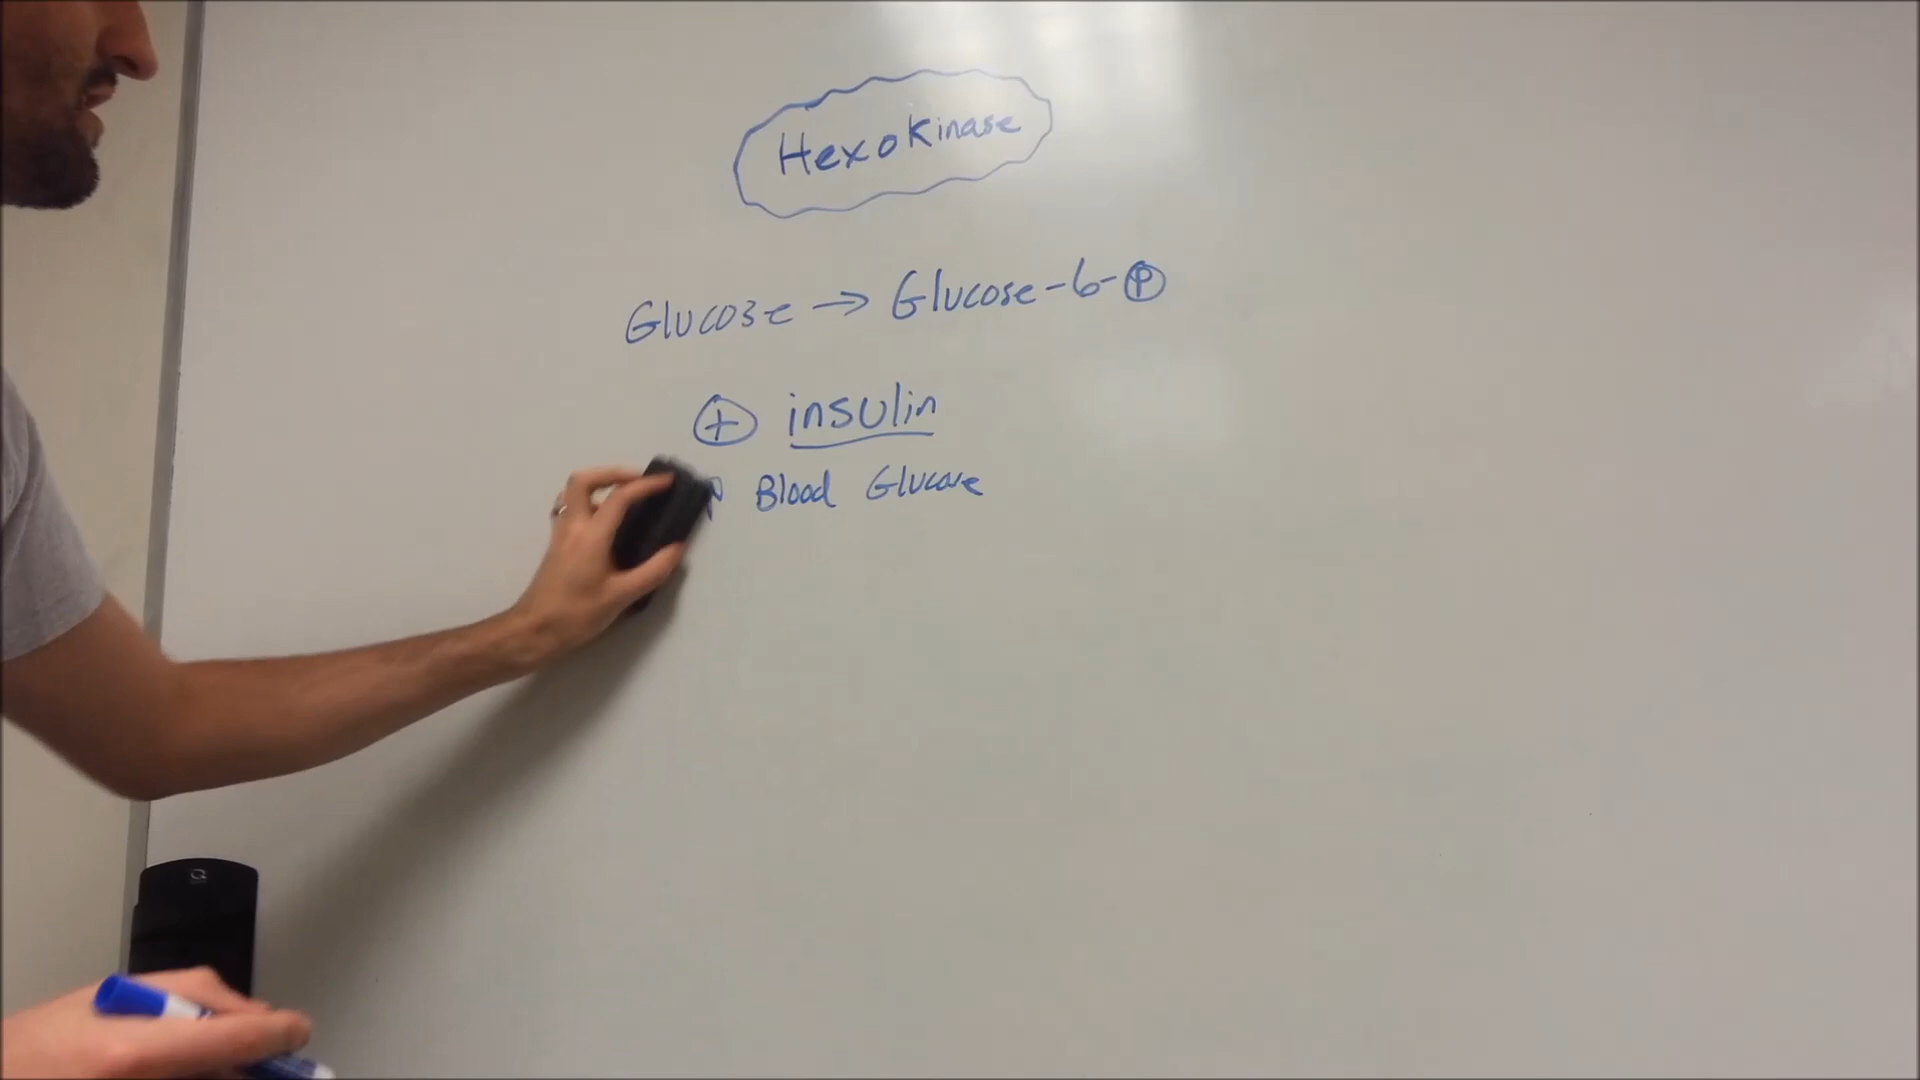 Hexokinase
Glucose → Glucose-6-Ⓟ
⊕ insulin
Blood Glucose